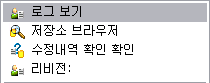 로그 보기
저장소 브라우저
수정내역 확인 확인
리비전: